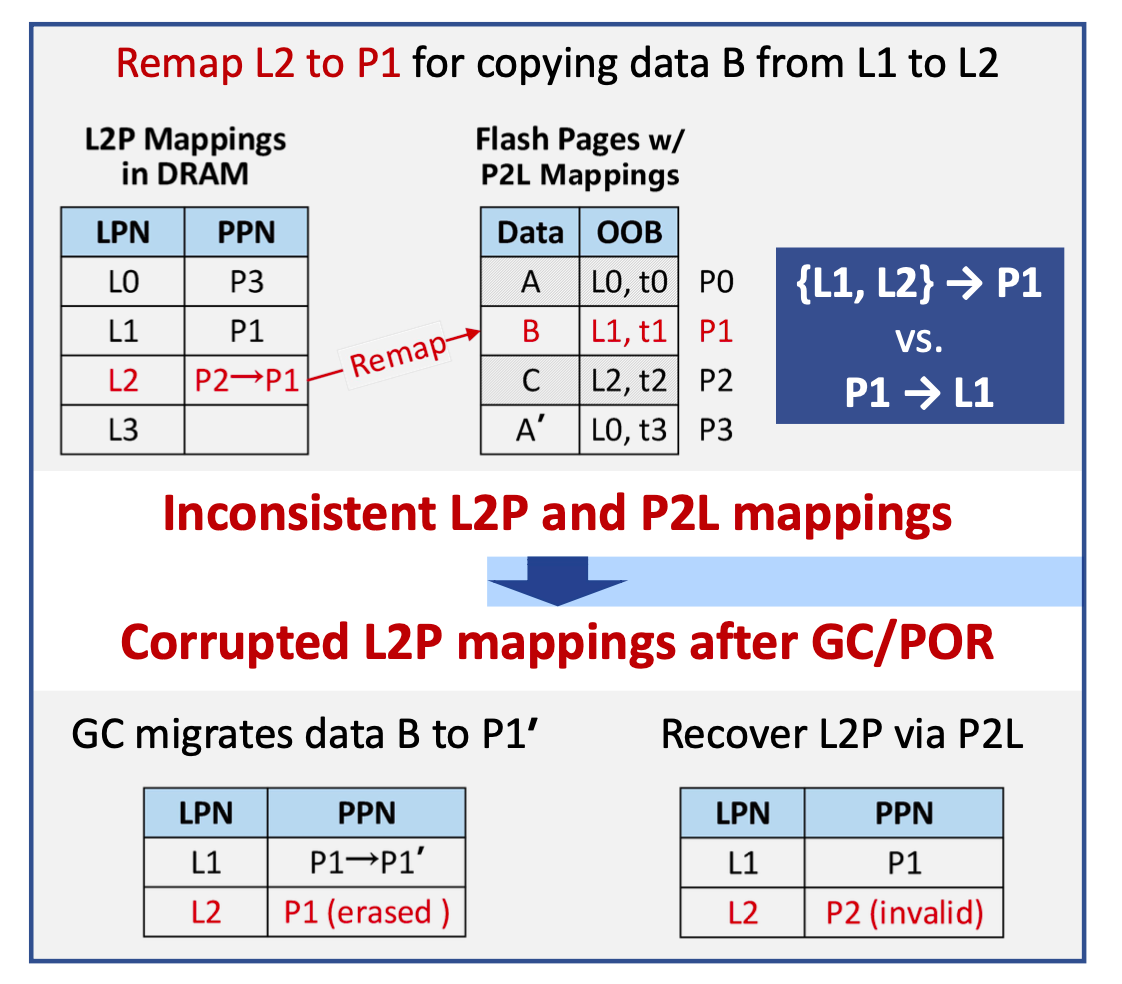 Remap L2 to P1 for copying data B from L1 to L2
L2P Mappings
in DRAM
LPN PPN
L0 P3
L1 P1
L2 P2→P1
L3
Remap
Flash Pages w/
P2L Mappings
Data OOB
A L0, t0 P0
B L1, t1 P1
C L2, t2 P2
A′ L0, t3 P3
{L1, L2} → P1
vs.
P1 → L1
Inconsistent L2P and P2L mappings
Corrupted L2P mappings after GC/POR
GC migrates data B to P1′
LPN PPN
L1 P1→P1′
L2 P1 (erased )
Recover L2P via P2L
LPN PPN
L1 P1
L2 P2 (invalid)